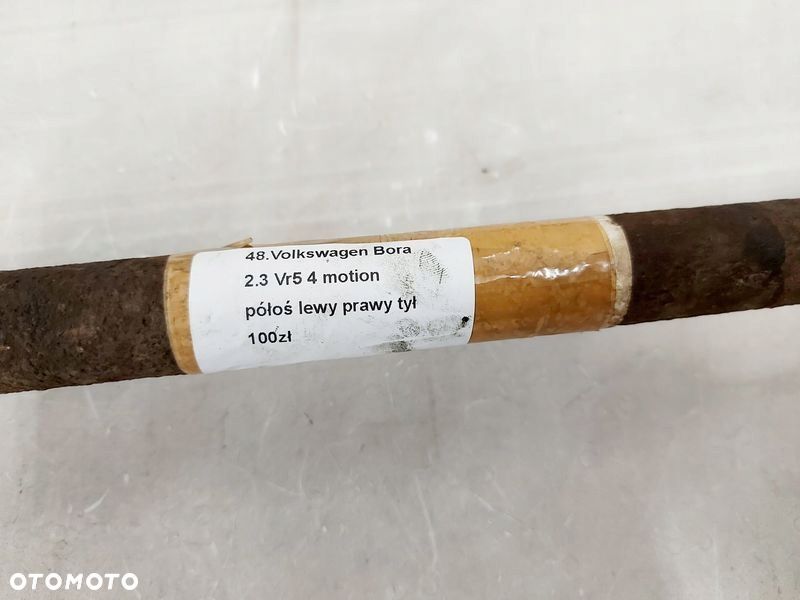 48.Volkswagen Bora
2.3 Vr5 4 motion
półoś lewy prawy tył
100zł
OTOMOTO